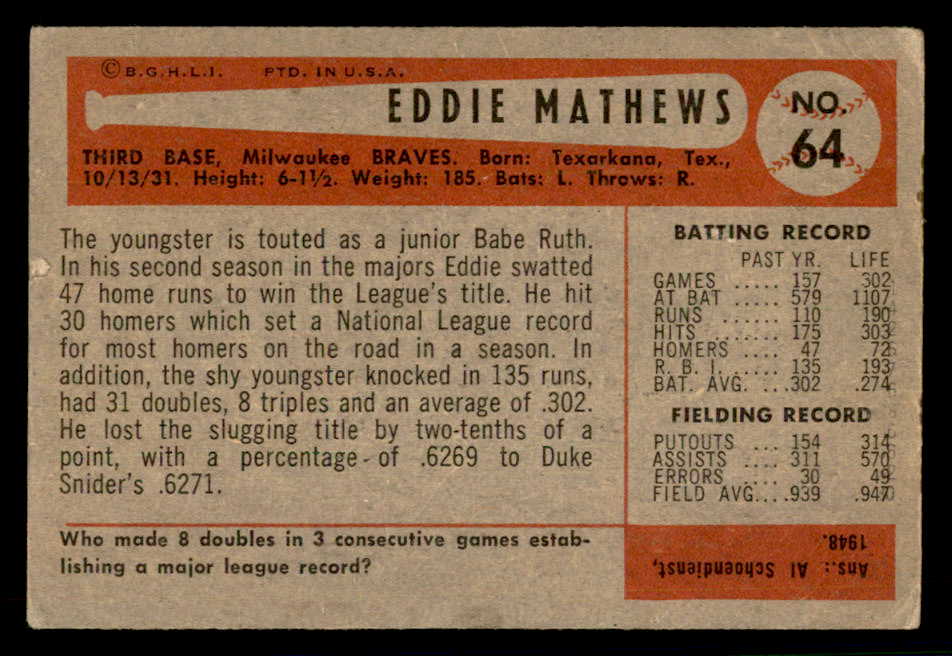 © B.G.H.L.I. PTD. IN U.S.A.
EDDIE MATHEWS
NO. 64
THIRD BASE, Milwaukee BRAVES. Born: Texarkana, Tex.,
10/13/31. Height: 6-1½. Weight: 185. Bats: L. Throws: R.
The youngster is touted as a junior Babe Ruth.
In his second season in the majors Eddie swatted
47 home runs to win the League's title. He hit
30 homers which set a National League record
for most homers on the road in a season. In
addition, the shy youngster knocked in 135 runs,
had 31 doubles, 8 triples and an average of .302.
He lost the slugging title by two-tenths of a
point, with a percentage of .6269 to Duke
Snider's .6271.
BATTING RECORD
PAST YR. LIFE
GAMES ..... 157 302
AT BAT ..... 579 1107
RUNS ...... 110 190
HITS ...... 175 303
HOMERS .... 47 72
R. B. I. ..... 135 193
BAT. AVG. ...302 .274
FIELDING RECORD
PUTOUTS ... 154 314
ASSISTS .... 311 570
ERRORS .... 30 49
FIELD AVG....939 .947
Who made 8 doubles in 3 consecutive games estab-
lishing a major league record?
Ans.: Al Schoendienst,
1948.